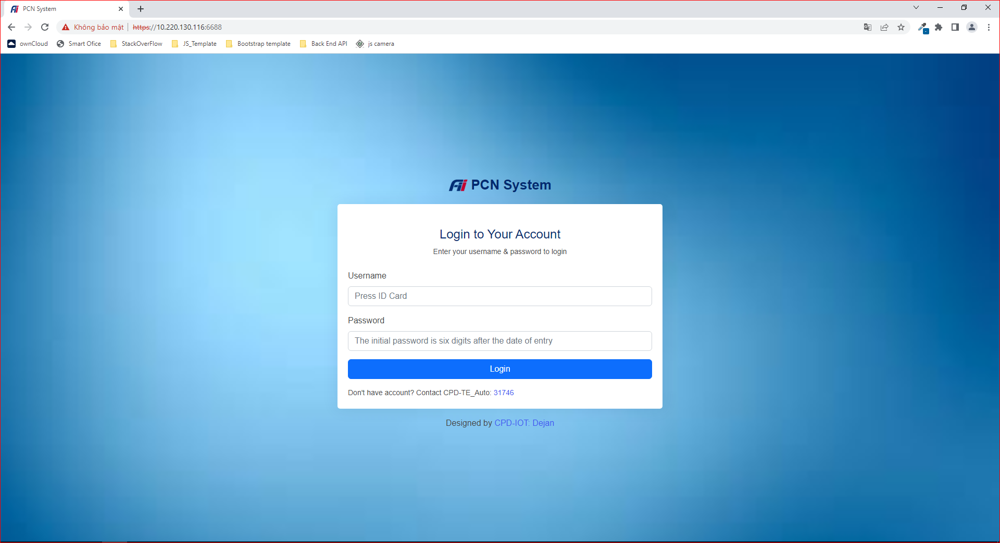 PCN System
Không bảo mật
https://10.220.130.116:6688
ownCloud
Smart Ofice
StackOverFlow
JS_Template
Bootstrap template
Back End API
js camera
PCN System
Login to Your Account
Enter your username & password to login
Username
Press ID Card
Password
The initial password is six digits after the date of entry
Login
Don't have account? Contact CPD-TE_Auto: 31746
Designed by CPD-IOT: Dejan